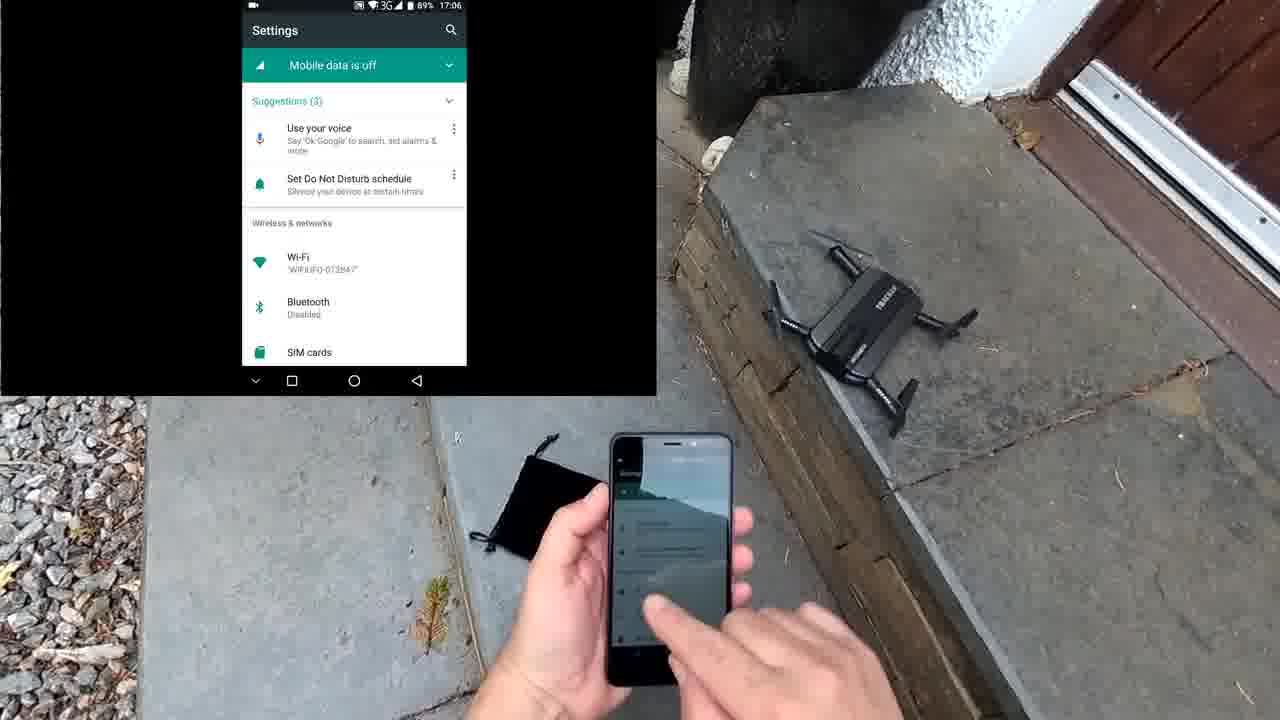 3G 89% 17:06
Settings
Mobile data is off
Suggestions (3)
Use your voice
Say 'Ok Google' to search, set alarms &
more
Set Do Not Disturb schedule
Silence your device at certain times
Wireless & networks
Wi-Fi
Bluetooth
Disabled
SIM cards
TRACKER